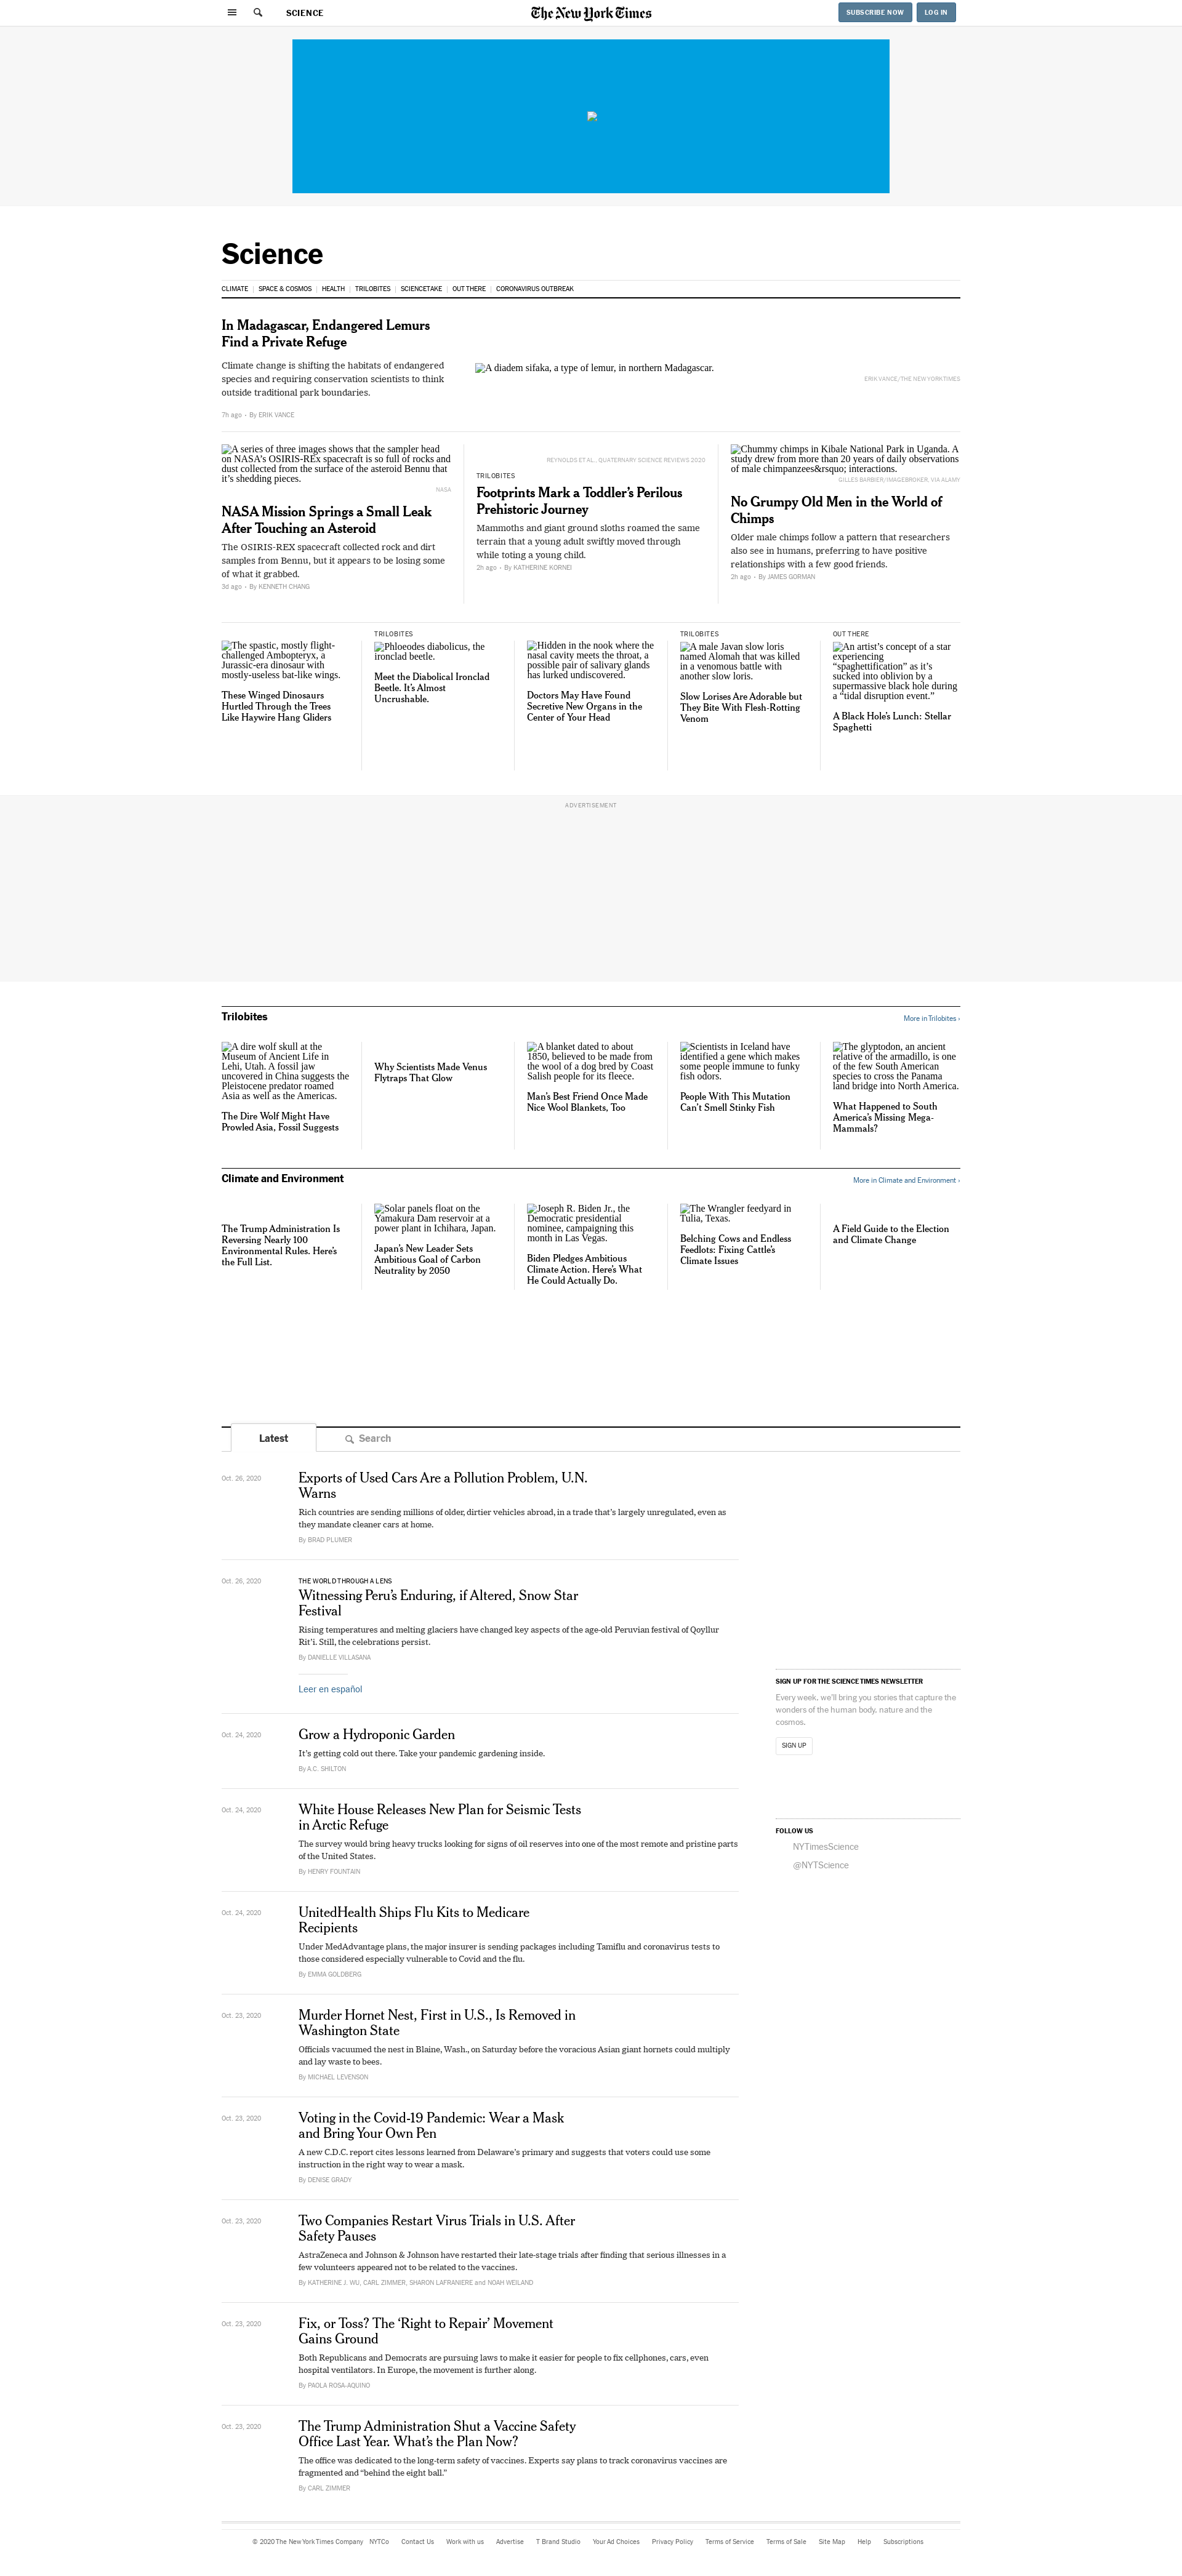 SCIENCE
The New York Times
SUBSCRIBE NOW
LOG IN
Science
CLIMATE
SPACE & COSMOS
HEALTH
TRILOBITES
SCIENCETAKE
OUT THERE
CORONAVIRUS OUTBREAK
In Madagascar, Endangered Lemurs
Find a Private Refuge
Climate change is shifting the habitats of endangered
species and requiring conservation scientists to think
outside traditional park boundaries.
7h ago • By ERIK VANCE
A diadem sifaka, a type of lemur, in northern Madagascar.
ERIK VANCE/THE NEW YORK TIMES
A series of three images shows that the sampler head
on NASA's OSIRIS-REx spacecraft is so full of rocks and
dust collected from the surface of the asteroid Bennu that
it's shedding pieces.
NASA
NASA Mission Springs a Small Leak
After Touching an Asteroid
The OSIRIS-REX spacecraft collected rock and dirt
samples from Bennu, but it appears to be losing some
of what it grabbed.
3d ago • By KENNETH CHANG
REYNOLDS ET AL., QUATERNARY SCIENCE REVIEWS 2020
TRILOBITES
Footprints Mark a Toddler's Perilous
Prehistoric Journey
Mammoths and giant ground sloths roamed the same
terrain that a young adult swiftly moved through
while toting a young child.
2h ago • By KATHERINE KORNEI
Chummy chimps in Kibale National Park in Uganda. A
study drew from more than 20 years of daily observations
of male chimpanzees&rsquo; interactions.
GILLES BARBIER/IMAGEBROKER, VIA ALAMY
No Grumpy Old Men in the World of
Chimps
Older male chimps follow a pattern that researchers
also see in humans, preferring to have positive
relationships with a few good friends.
2h ago • By JAMES GORMAN
The spastic, mostly flight-
challenged Ambopteryx, a
Jurassic-era dinosaur with
mostly-useless bat-like wings.
These Winged Dinosaurs
Hurtled Through the Trees
Like Haywire Hang Gliders
TRILOBITES
Phloeodes diabolicus, the
ironclad beetle.
Meet the Diabolical Ironclad
Beetle. It's Almost
Uncrushable.
Hidden in the nook where the
nasal cavity meets the throat, a
possible pair of salivary glands
has lurked undiscovered.
Doctors May Have Found
Secretive New Organs in the
Center of Your Head
TRILOBITES
A male Javan slow loris
named Alomah that was killed
in a venomous battle with
another slow loris.
Slow Lorises Are Adorable but
They Bite With Flesh-Rotting
Venom
OUT THERE
An artist's concept of a star
experiencing
“spaghettification” as it's
sucked into oblivion by a
supermassive black hole during
a “tidal disruption event.”
A Black Hole's Lunch: Stellar
Spaghetti
ADVERTISEMENT
Trilobites
More in Trilobites ›
A dire wolf skull at the
Museum of Ancient Life in
Lehi, Utah. A fossil jaw
uncovered in China suggests the
Pleistocene predator roamed
Asia as well as the Americas.
The Dire Wolf Might Have
Prowled Asia, Fossil Suggests
Why Scientists Made Venus
Flytraps That Glow
A blanket dated to about
1850, believed to be made from
the wool of a dog bred by Coast
Salish people for its fleece.
Man's Best Friend Once Made
Nice Wool Blankets, Too
Scientists in Iceland have
identified a gene which makes
some people immune to funky
fish odors.
People With This Mutation
Can't Smell Stinky Fish
The glyptodon, an ancient
relative of the armadillo, is one
of the few South American
species to cross the Panama
land bridge into North America.
What Happened to South
America's Missing Mega-
Mammals?
Climate and Environment
More in Climate and Environment ›
The Trump Administration Is
Reversing Nearly 100
Environmental Rules. Here's
the Full List.
Solar panels float on the
Yamakura Dam reservoir at a
power plant in Ichihara, Japan.
Japan's New Leader Sets
Ambitious Goal of Carbon
Neutrality by 2050
Joseph R. Biden Jr., the
Democratic presidential
nominee, campaigning this
month in Las Vegas.
Biden Pledges Ambitious
Climate Action. Here's What
He Could Actually Do.
The Wrangler feedyard in
Tulia, Texas.
Belching Cows and Endless
Feedlots: Fixing Cattle's
Climate Issues
A Field Guide to the Election
and Climate Change
Latest
Search
Oct. 26, 2020
Exports of Used Cars Are a Pollution Problem, U.N.
Warns
Rich countries are sending millions of older, dirtier vehicles abroad, in a trade that's largely unregulated, even as
they mandate cleaner cars at home.
By BRAD PLUMER
Oct. 26, 2020
THE WORLD THROUGH A LENS
Witnessing Peru's Enduring, if Altered, Snow Star
Festival
Rising temperatures and melting glaciers have changed key aspects of the age-old Peruvian festival of Qoyllur
Rit'i. Still, the celebrations persist.
By DANIELLE VILLASANA
Leer en español
Oct. 24, 2020
Grow a Hydroponic Garden
It's getting cold out there. Take your pandemic gardening inside.
By A.C. SHILTON
Oct. 24, 2020
White House Releases New Plan for Seismic Tests
in Arctic Refuge
The survey would bring heavy trucks looking for signs of oil reserves into one of the most remote and pristine parts
of the United States.
By HENRY FOUNTAIN
Oct. 24, 2020
UnitedHealth Ships Flu Kits to Medicare
Recipients
Under MedAdvantage plans, the major insurer is sending packages including Tamiflu and coronavirus tests to
those considered especially vulnerable to Covid and the flu.
By EMMA GOLDBERG
Oct. 23, 2020
Murder Hornet Nest, First in U.S., Is Removed in
Washington State
Officials vacuumed the nest in Blaine, Wash., on Saturday before the voracious Asian giant hornets could multiply
and lay waste to bees.
By MICHAEL LEVENSON
Oct. 23, 2020
Voting in the Covid-19 Pandemic: Wear a Mask
and Bring Your Own Pen
A new C.D.C. report cites lessons learned from Delaware's primary and suggests that voters could use some
instruction in the right way to wear a mask.
By DENISE GRADY
Oct. 23, 2020
Two Companies Restart Virus Trials in U.S. After
Safety Pauses
AstraZeneca and Johnson & Johnson have restarted their late-stage trials after finding that serious illnesses in a
few volunteers appeared not to be related to the vaccines.
By KATHERINE J. WU, CARL ZIMMER, SHARON LAFRANIERE and NOAH WEILAND
Oct. 23, 2020
Fix, or Toss? The ‘Right to Repair’ Movement
Gains Ground
Both Republicans and Democrats are pursuing laws to make it easier for people to fix cellphones, cars, even
hospital ventilators. In Europe, the movement is further along.
By PAOLA ROSA-AQUINO
Oct. 23, 2020
The Trump Administration Shut a Vaccine Safety
Office Last Year. What's the Plan Now?
The office was dedicated to the long-term safety of vaccines. Experts say plans to track coronavirus vaccines are
fragmented and “behind the eight ball.”
By CARL ZIMMER
SIGN UP FOR THE SCIENCE TIMES NEWSLETTER
Every week, we'll bring you stories that capture the
wonders of the human body, nature and the
cosmos.
SIGN UP
FOLLOW US
NYTimesScience
@NYTScience
© 2020 The New York Times Company
NYTCo
Contact Us
Work with us
Advertise
T Brand Studio
Your Ad Choices
Privacy Policy
Terms of Service
Terms of Sale
Site Map
Help
Subscriptions